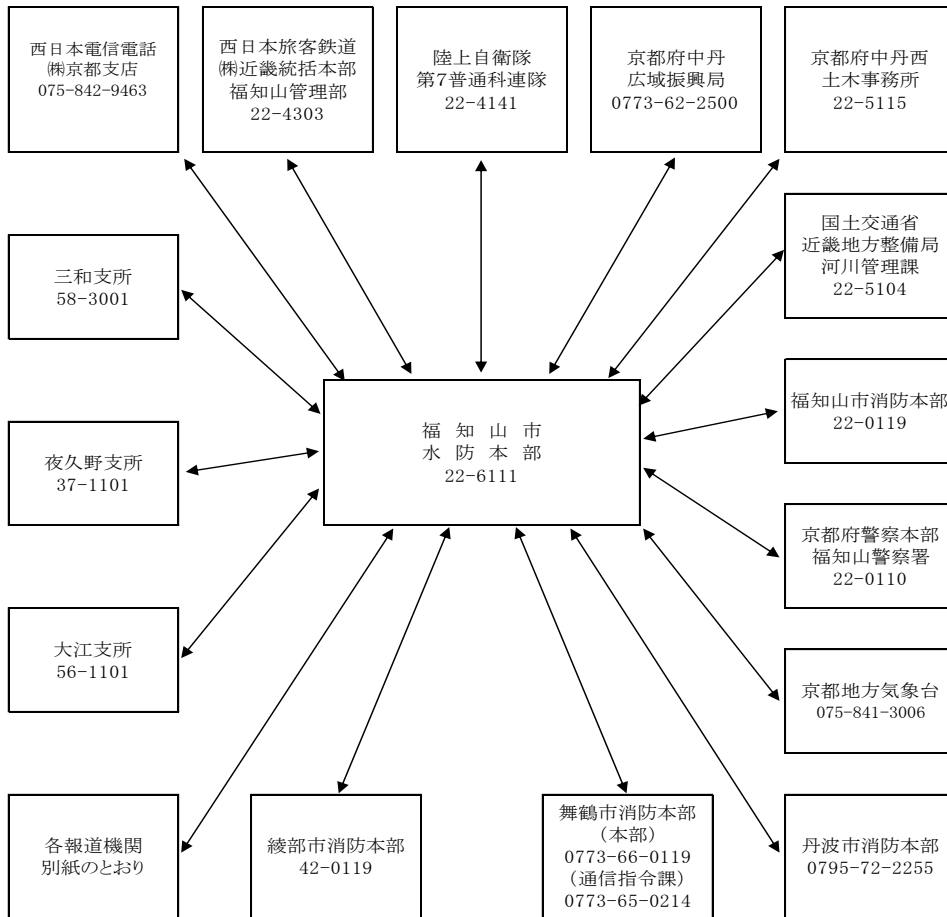 西日本電信電話
㈱京都支店
075-842-9463
西日本旅客鉄道
㈱近畿統括本部
福知山管理部
22-4303
陸上自衛隊
第7普通科連隊
22-4141
京都府中丹
広域振興局
0773-62-2500
京都府中丹西
土木事務所
22-5115
国土交通省
近畿地方整備局
河川管理課
22-5104
三和支所
58-3001
福知山市消防本部
22-0119
福知山市
水防本部
22-6111
夜久野支所
37-1101
京都府警察本部
福知山警察署
22-0110
大江支所
56-1101
京都地方気象台
075-841-3006
各報道機関
別紙のとおり
綾部市消防本部
42-0119
舞鶴市消防本部
(本部)
0773-66-0119
(通信指令課)
0773-65-0214
丹波市消防本部
0795-72-2255